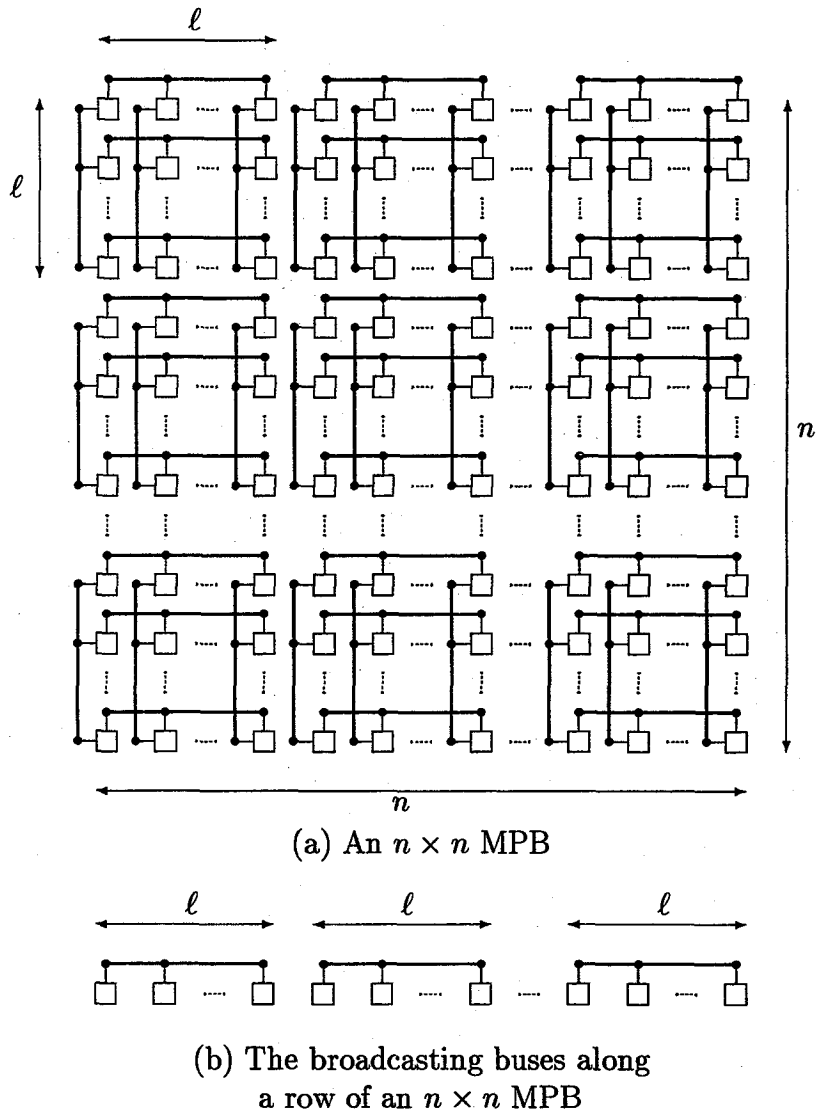 ℓ
ℓ
n
n
(a) An n × n MPB
ℓ ℓ ℓ
(b) The broadcasting buses along
a row of an n × n MPB